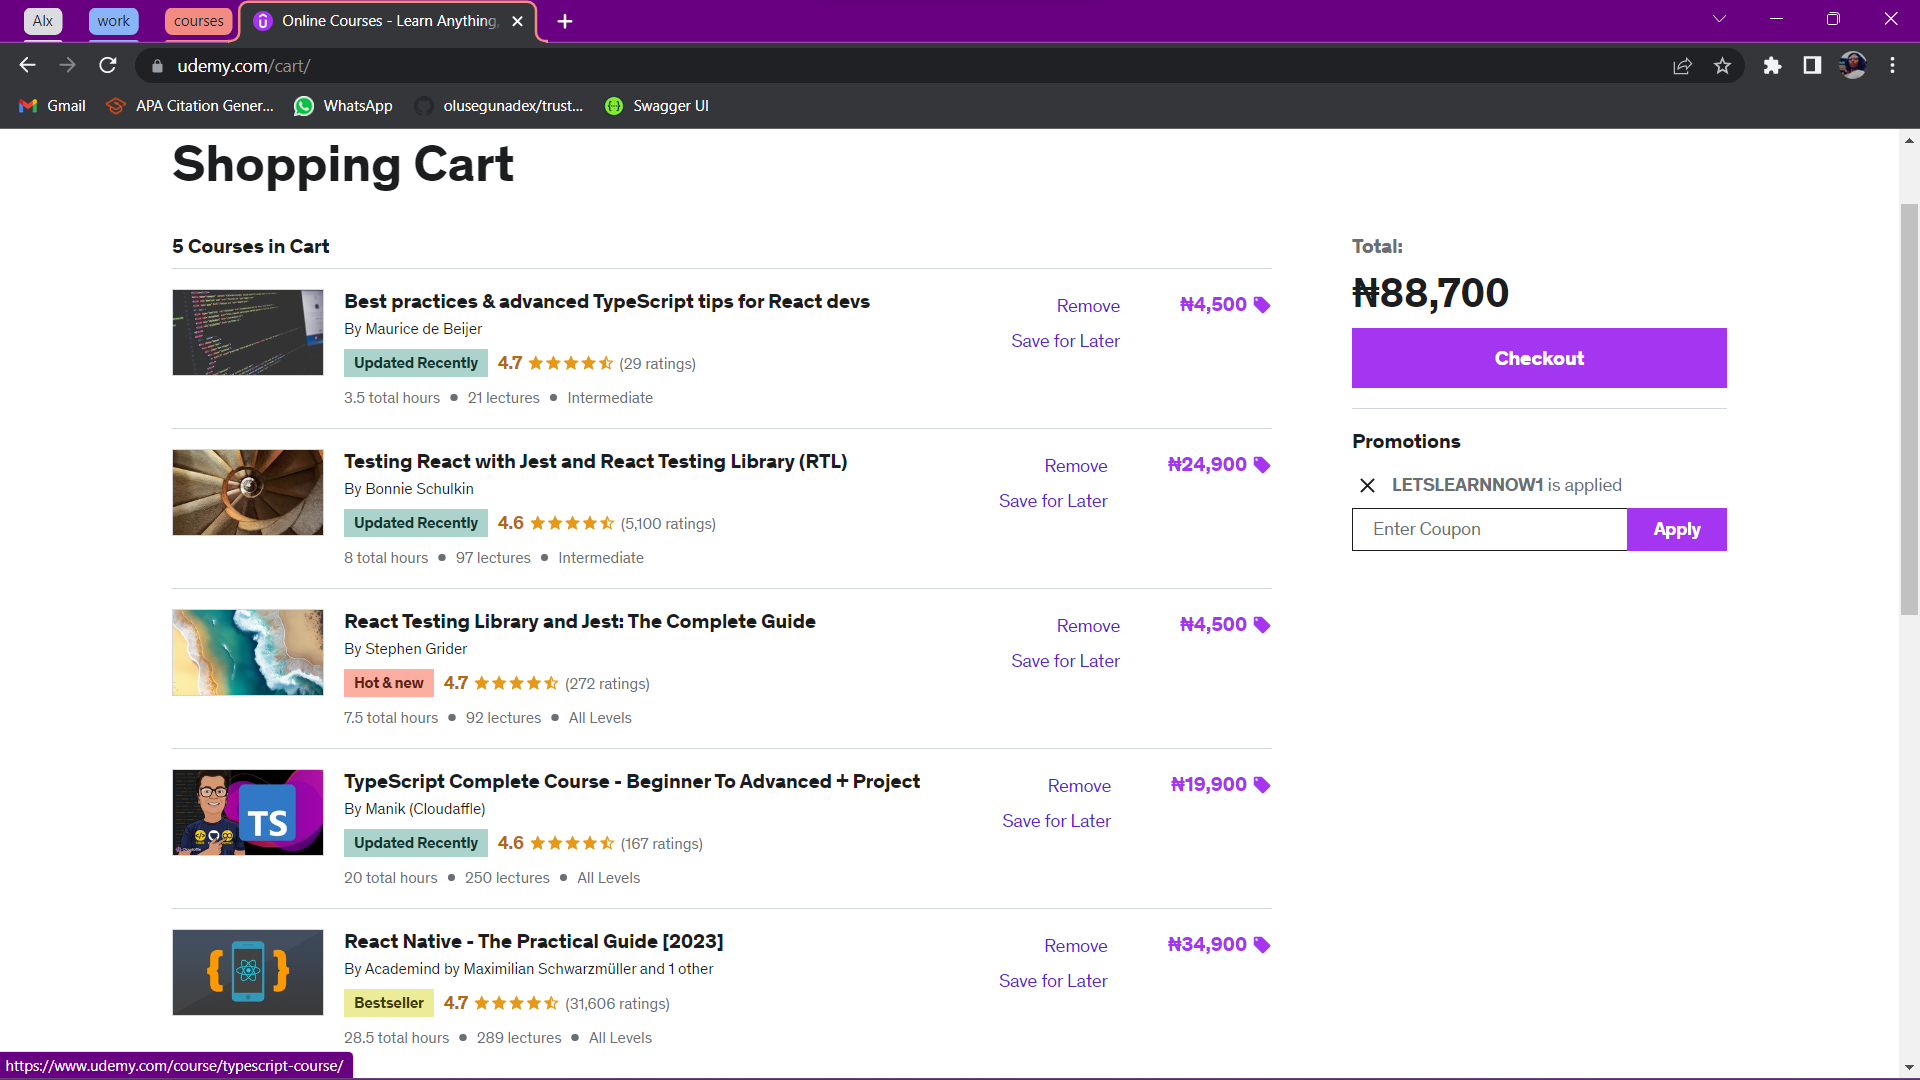 Alx
work
courses
Online Courses - Learn Anything,
udemy.com/cart/
Gmail
APA Citation Gener...
WhatsApp
olusegunadex/trust...
Swagger UI
Shopping Cart
5 Courses in Cart
Best practices & advanced TypeScript tips for React devs
By Maurice de Beijer
Updated Recently 4.7 (29 ratings)
3.5 total hours • 21 lectures • Intermediate
Remove
Save for Later
₦4,500
Testing React with Jest and React Testing Library (RTL)
By Bonnie Schulkin
Updated Recently 4.6 (5,100 ratings)
8 total hours • 97 lectures • Intermediate
Remove
Save for Later
₦24,900
React Testing Library and Jest: The Complete Guide
By Stephen Grider
Hot & new 4.7 (272 ratings)
7.5 total hours • 92 lectures • All Levels
Remove
Save for Later
₦4,500
TS
TypeScript Complete Course - Beginner To Advanced + Project
By Manik (Cloudaffle)
Updated Recently 4.6 (167 ratings)
20 total hours • 250 lectures • All Levels
Remove
Save for Later
₦19,900
React Native - The Practical Guide [2023]
By Academind by Maximilian Schwarzmüller and 1 other
Bestseller 4.7 (31,606 ratings)
28.5 total hours • 289 lectures • All Levels
Remove
Save for Later
₦34,900
Total:
₦88,700
Checkout
Promotions
LETSLEARNNOW1 is applied
Enter Coupon
Apply
https://www.udemy.com/course/typescript-course/